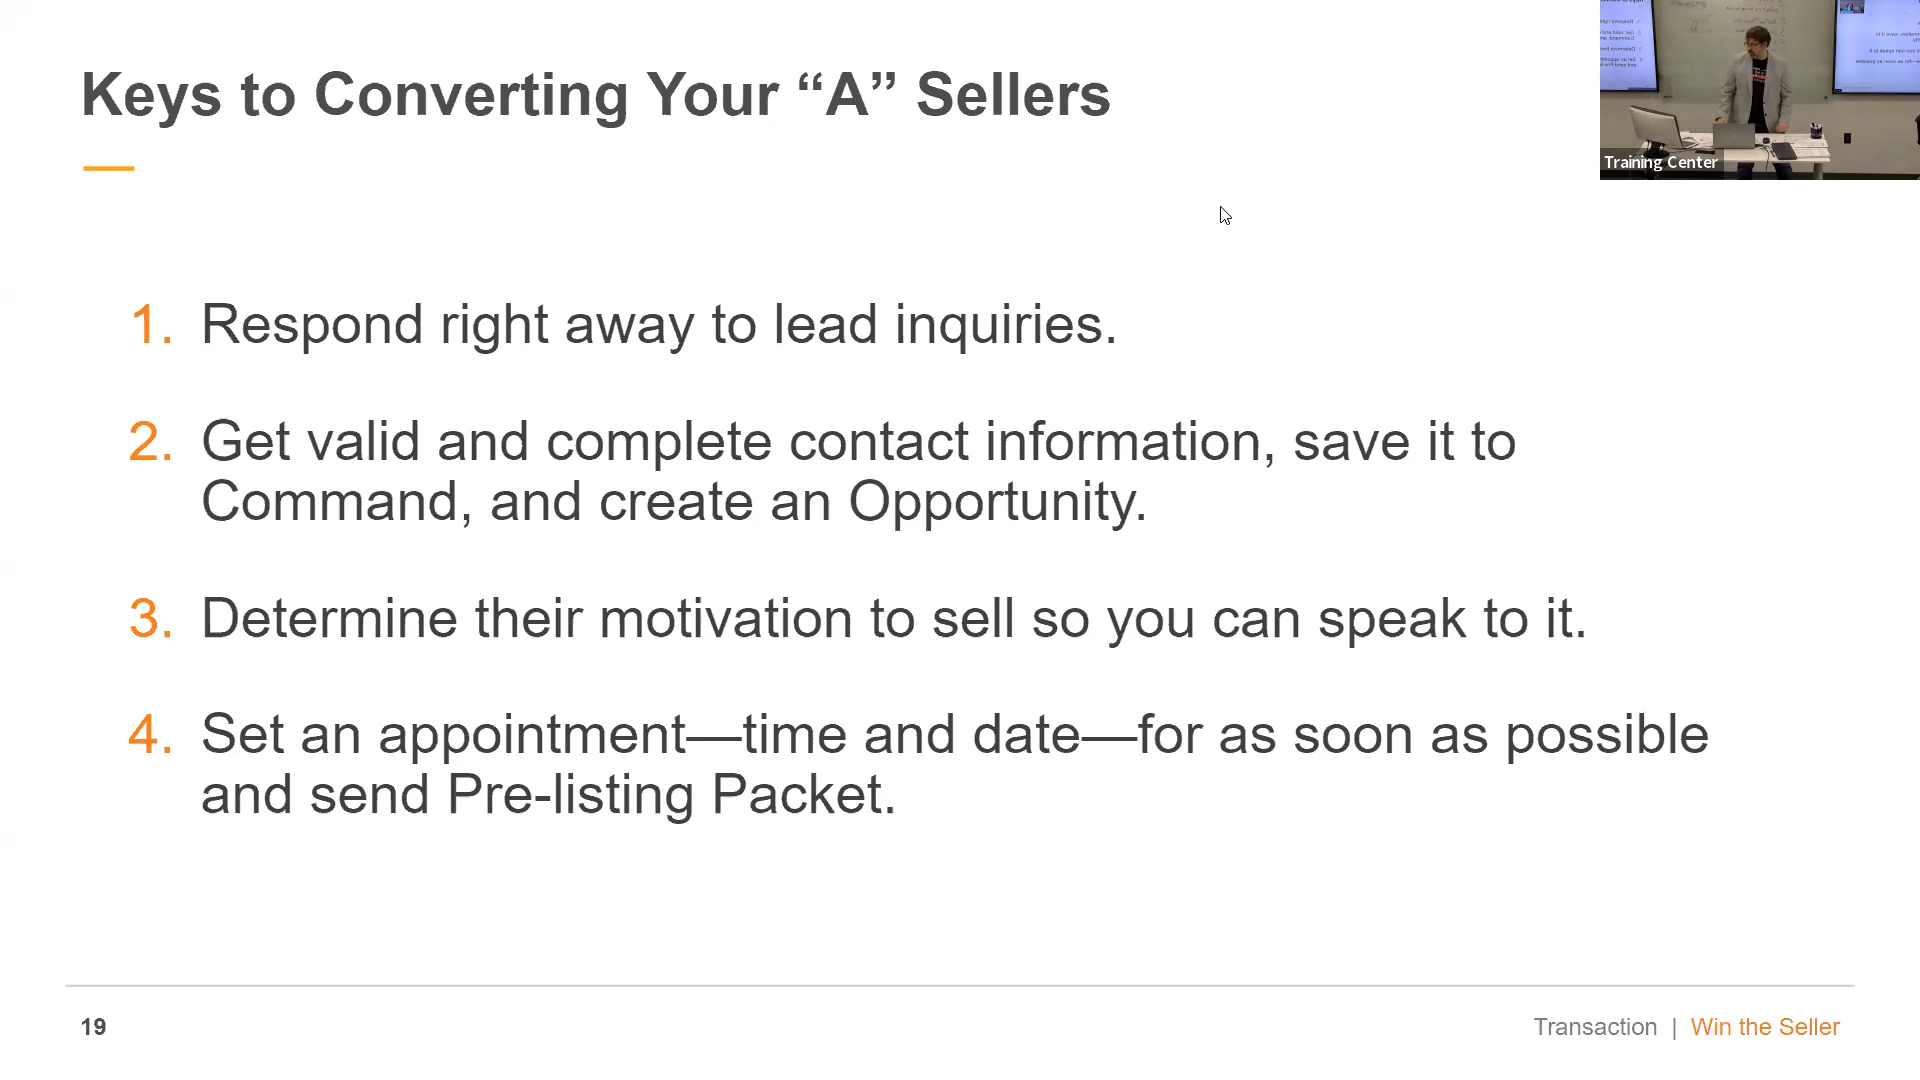 Keys to Converting Your “A” Sellers
Training Center
1. Respond right away to lead inquiries.
2. Get valid and complete contact information, save it to
Command, and create an Opportunity.
3. Determine their motivation to sell so you can speak to it.
4. Set an appointment—time and date—for as soon as possible
and send Pre-listing Packet.
19
Transaction | Win the Seller